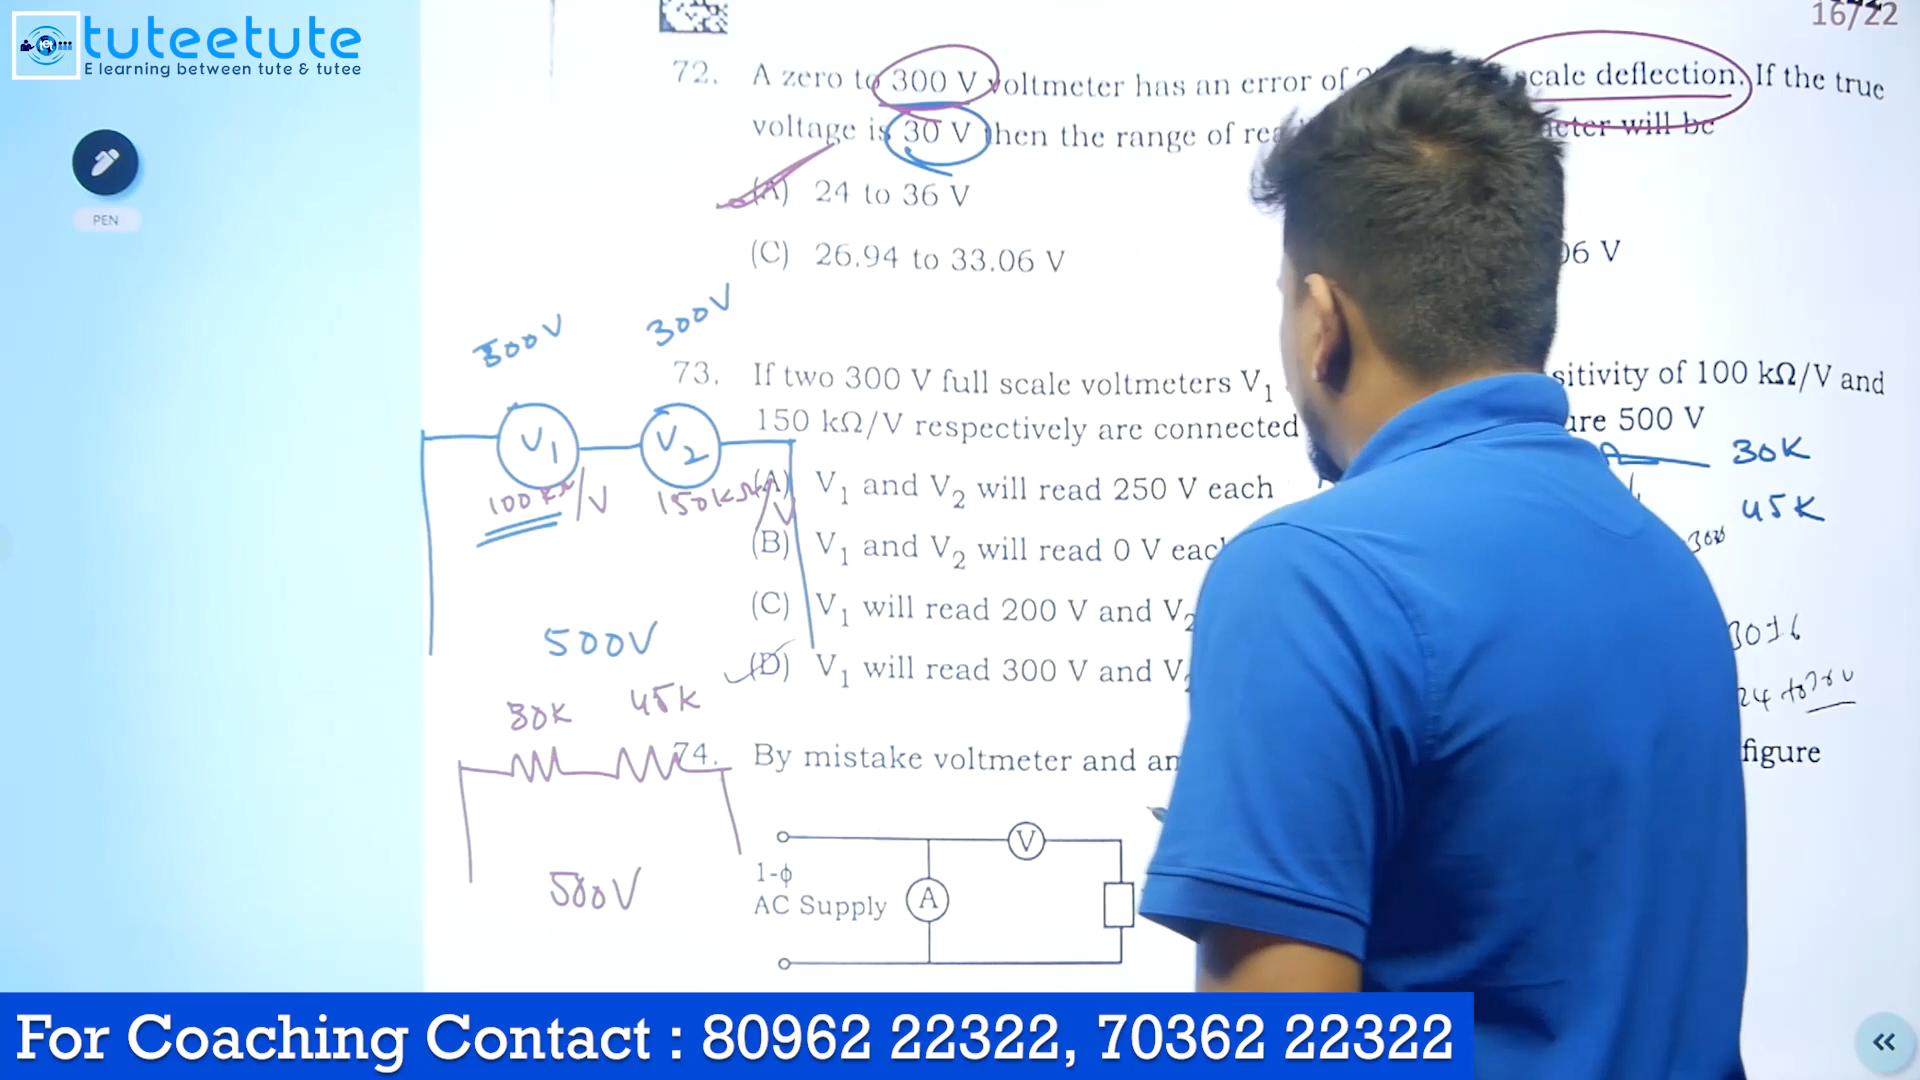 tuteetute
E learning between tute & tutee
PEN
16/22
72. A zero to 300 V voltmeter has an error of scale deflection. If the true
voltage is 30 V then the range of will be
(A) 24 to 36 V
(C) 26.94 to 33.06 V
06 V
300V
300V
73. If two 300 V full scale voltmeters V₁ sitivity of 100 kΩ/V and
150 kΩ/V respectively are connected 500 V
V₁ V₂
100 kΩ/V 150kΩ/V
30K
45K
300
(A) V₁ and V₂ will read 250 V each
(B) V₁ and V₂ will read 0 V each
(C) V₁ will read 200 V and V₂
(D) V₁ will read 300 V and V₂
500V
30K 45K
500V
24 to
74. By mistake voltmeter and figure
V
A
1-ϕ
AC Supply
For Coaching Contact : 80962 22322, 70362 22322
«